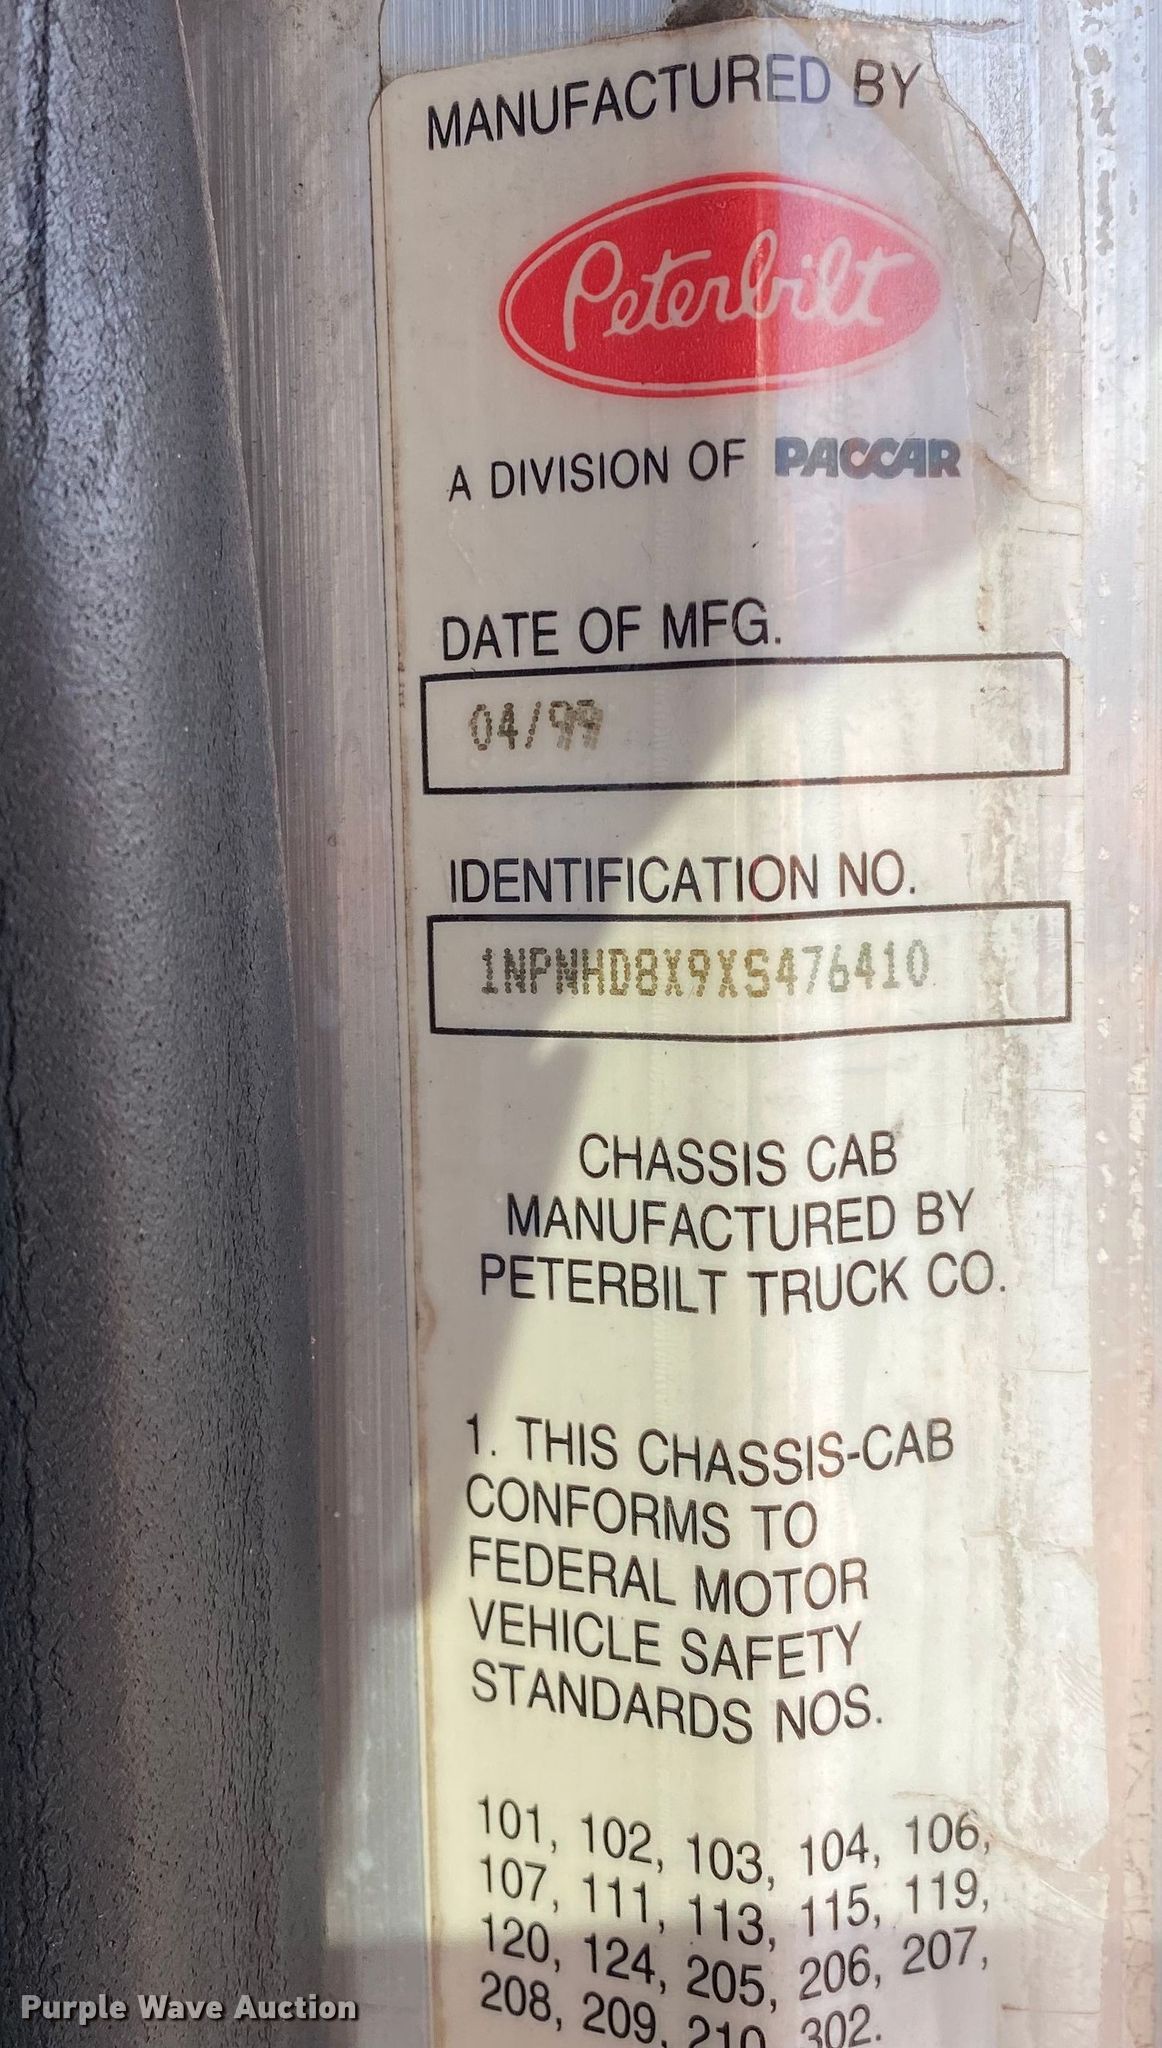 MANUFACTURED BY
Peterbilt
A DIVISION OF PACCAR
DATE OF MFG.
04/99
IDENTIFICATION NO.
1NPNHD8X9XS476410
CHASSIS CAB
MANUFACTURED BY
PETERBILT TRUCK CO.
1. THIS CHASSIS-CAB
CONFORMS TO
FEDERAL MOTOR
VEHICLE SAFETY
STANDARDS NOS.
101, 102, 103, 104, 106,
107, 111, 113, 115, 119,
120, 124, 205, 206, 207,
208, 209, 210, 302.
Purple Wave Auction